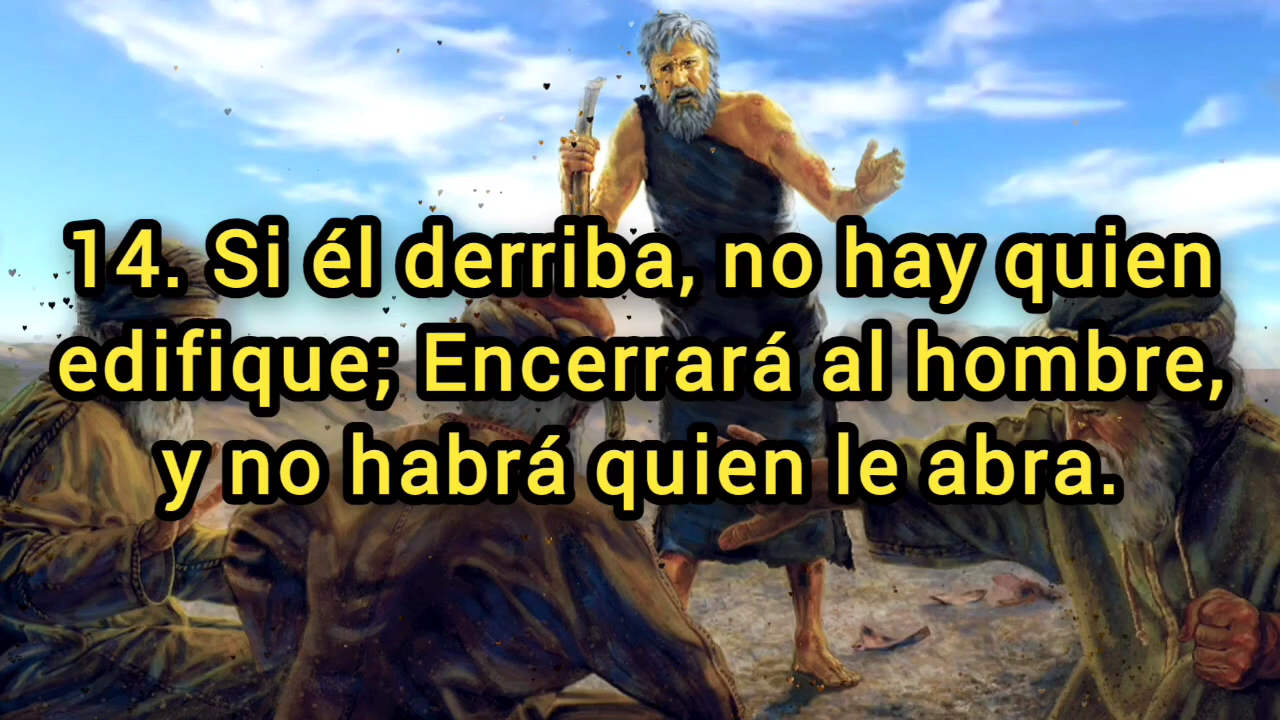 14. Si él derriba, no hay quien
edifique; Encerrará al hombre,
y no habrá quien le abra.